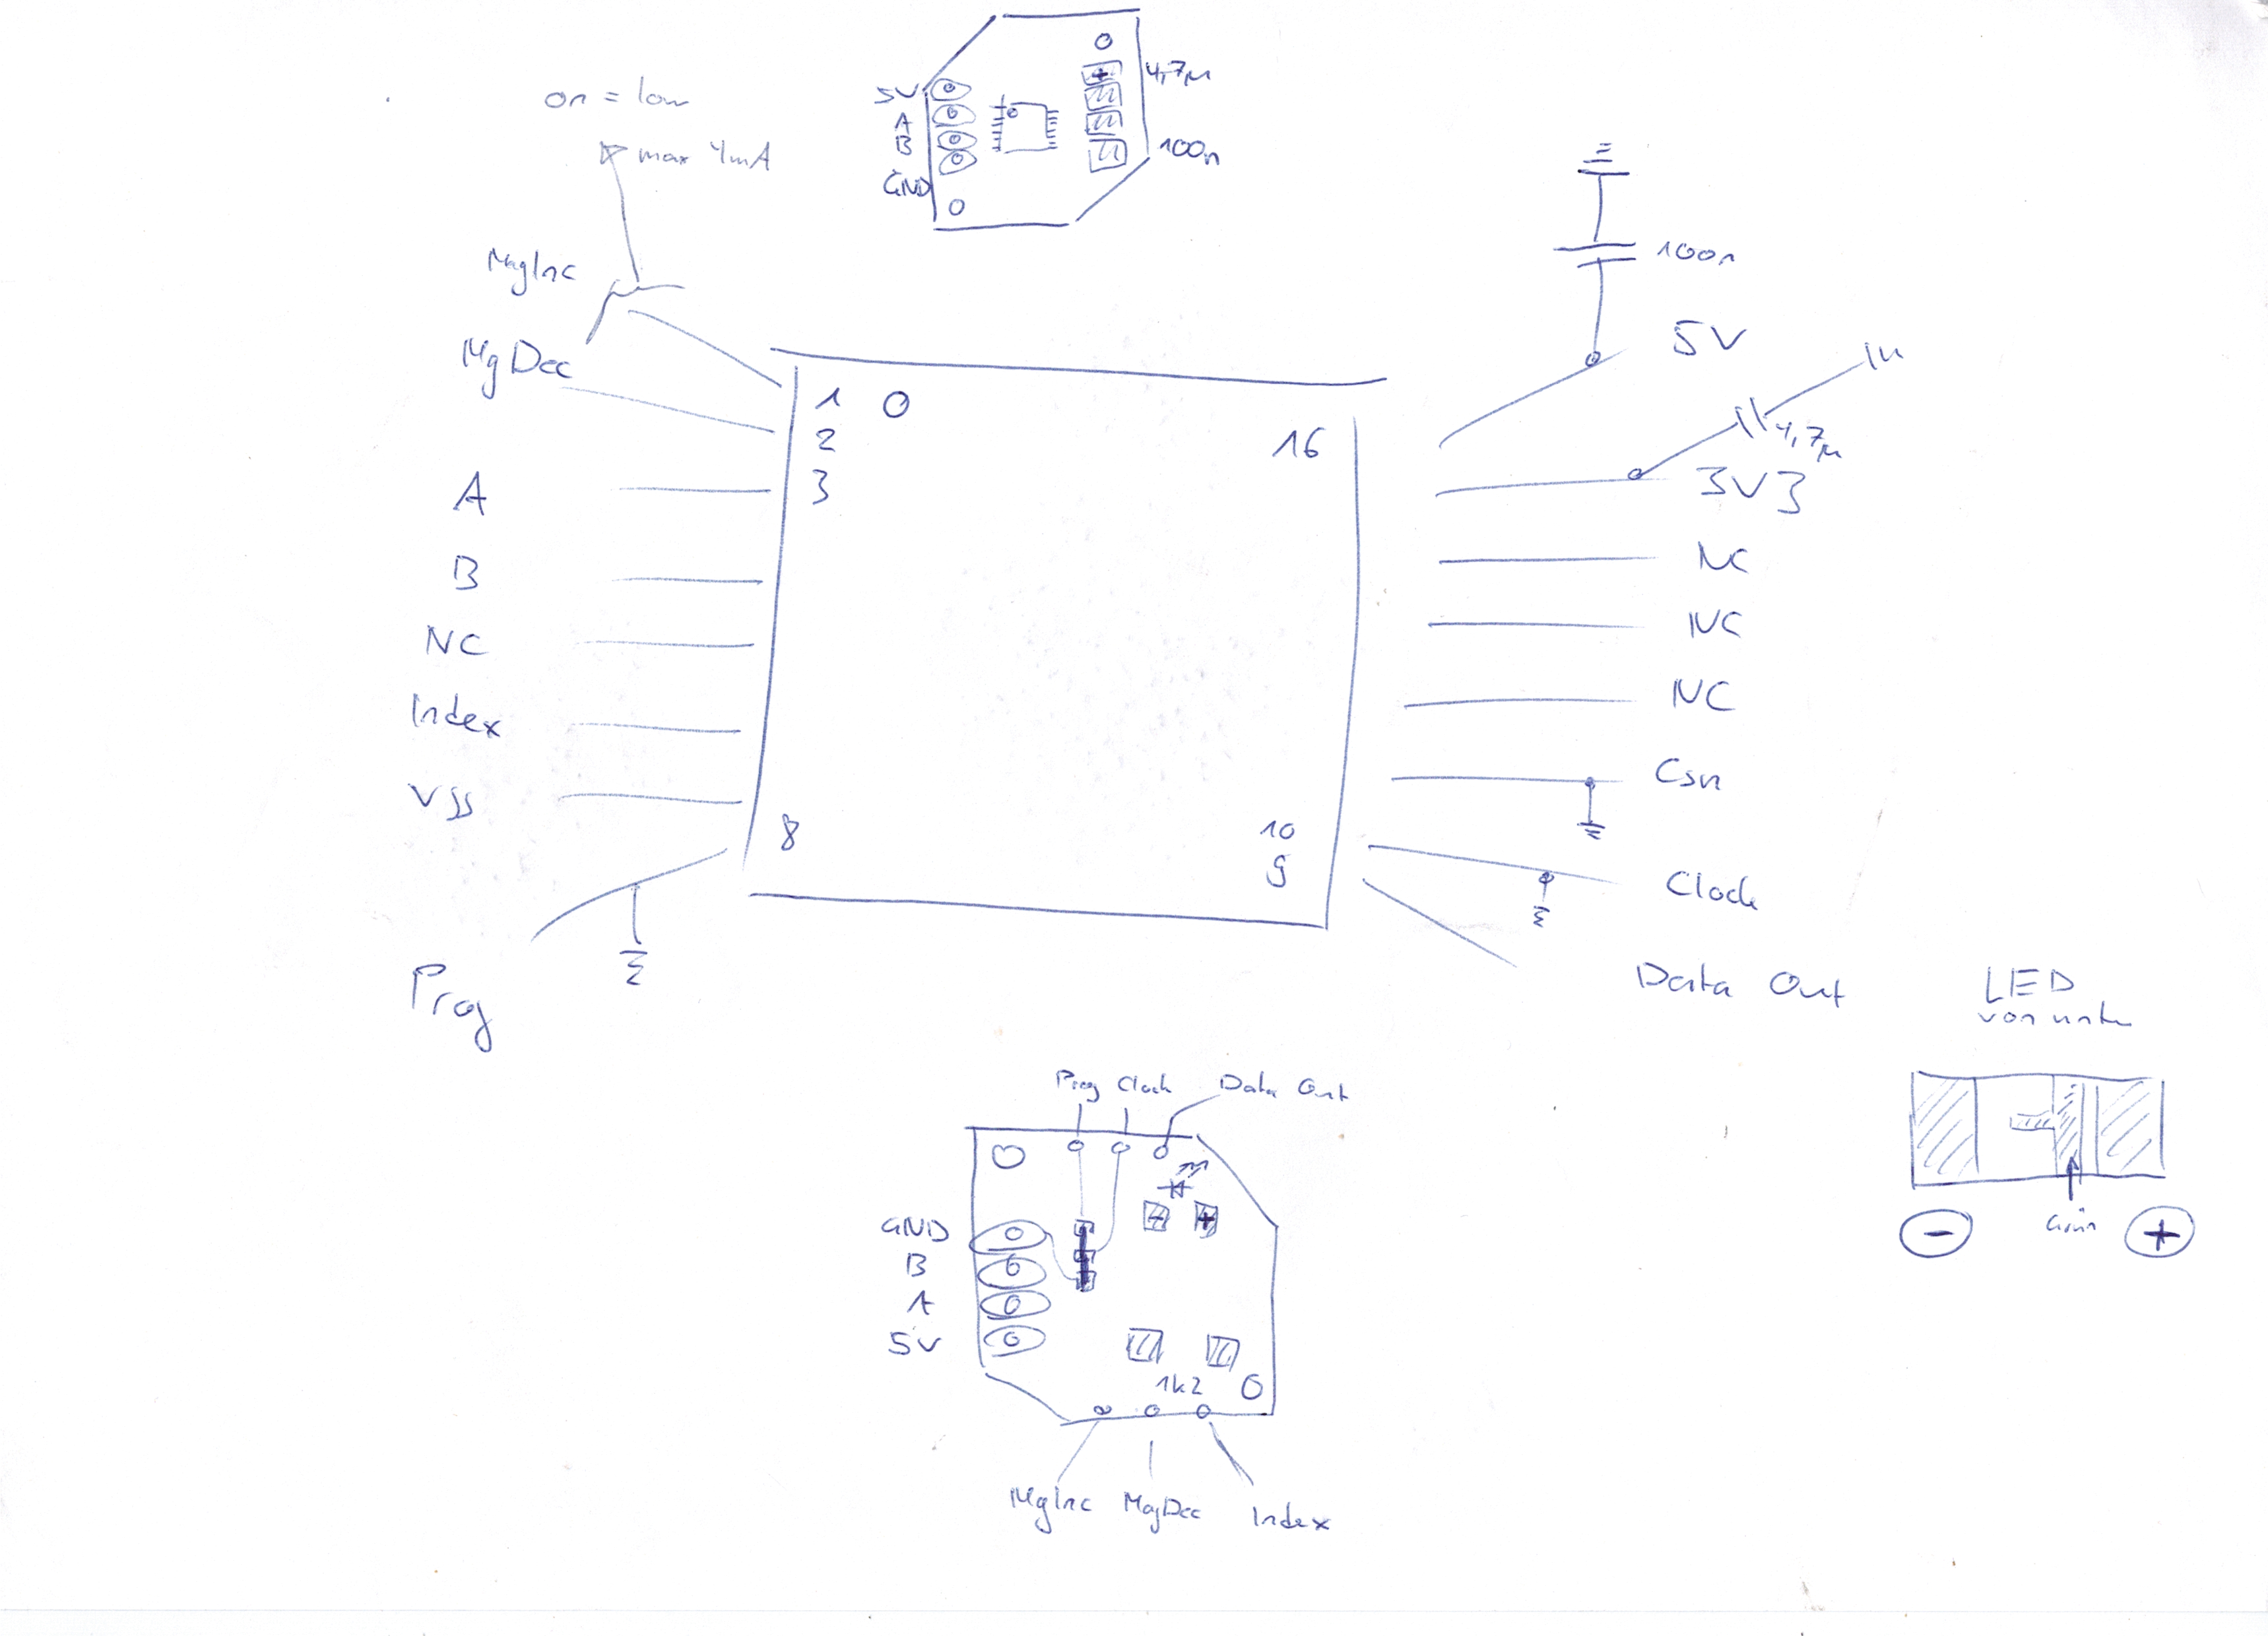 on = low
max 4mA
5V
A
B
GND
4,7µ
100n
MagInc
MgDec
A
B
NC
Index
VSS
Prog
1
2
3
8
16
10
9
100n
5V
4,7µ
3V3
NC
NC
NC
Csn
Clock
Data Out
LED
von unten
Grün
-
+
Prog Clock Data Out
GND
B
A
5V
- +
1k2
MgInc MagDec Index